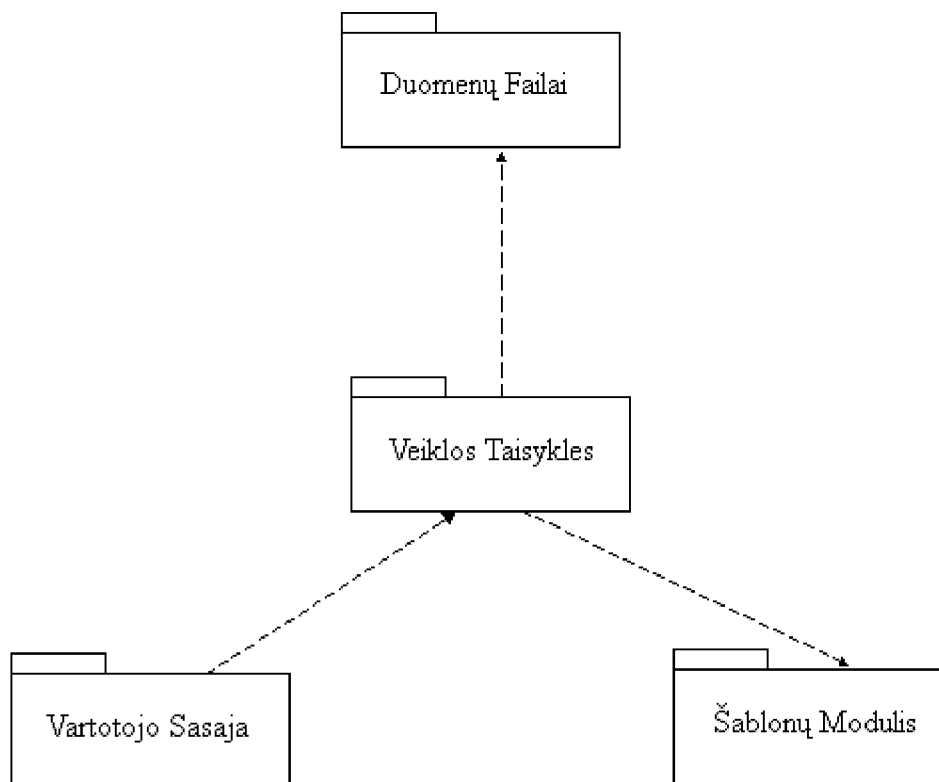 Duomenų Failai
Veiklos Taisykles
Vartotojo Sasaja
Šablonų Modulis